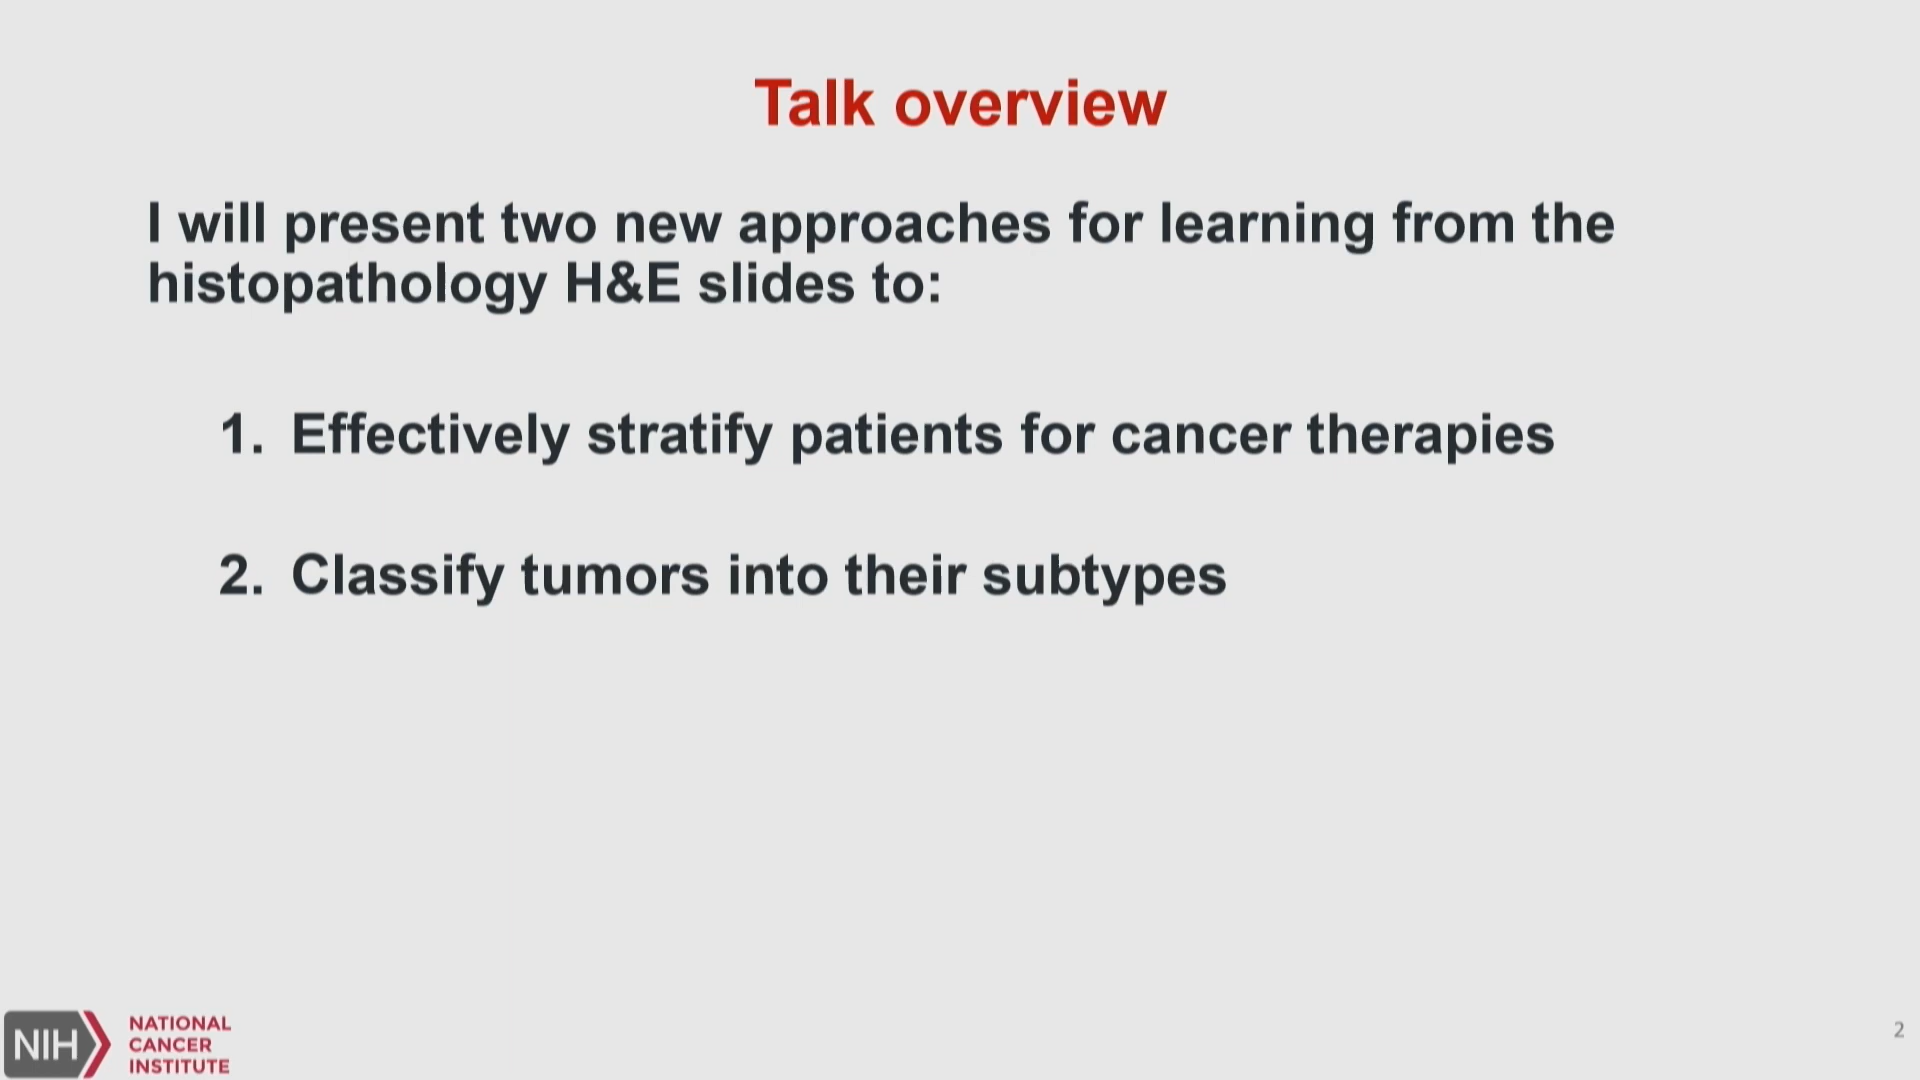 Talk overview
I will present two new approaches for learning from the
histopathology H&E slides to:
1. Effectively stratify patients for cancer therapies
2. Classify tumors into their subtypes
NIH
NATIONAL
CANCER
INSTITUTE
2